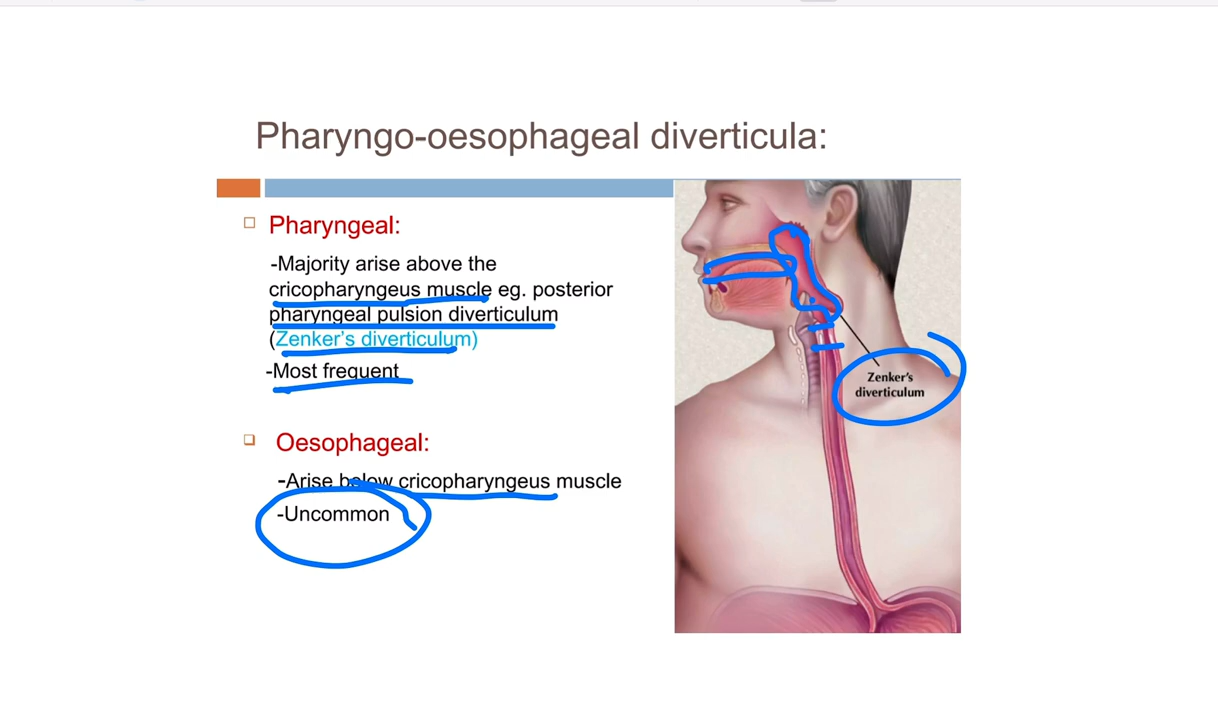 Pharyngo-oesophageal diverticula:
Pharyngeal:
-Majority arise above the
cricopharyngeus muscle eg. posterior
pharyngeal pulsion diverticulum
(Zenker’s diverticulum)
-Most frequent
Oesophageal:
-Arise below cricopharyngeus muscle
-Uncommon
Zenker’s
diverticulum